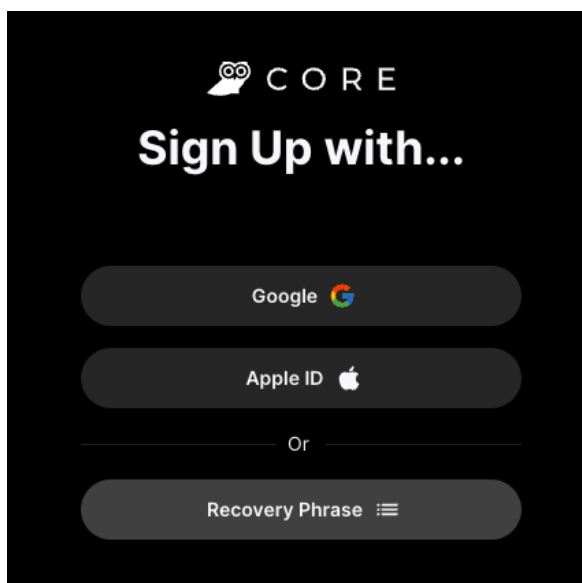 CORE
Sign Up with...
Google
Apple ID
Or
Recovery Phrase